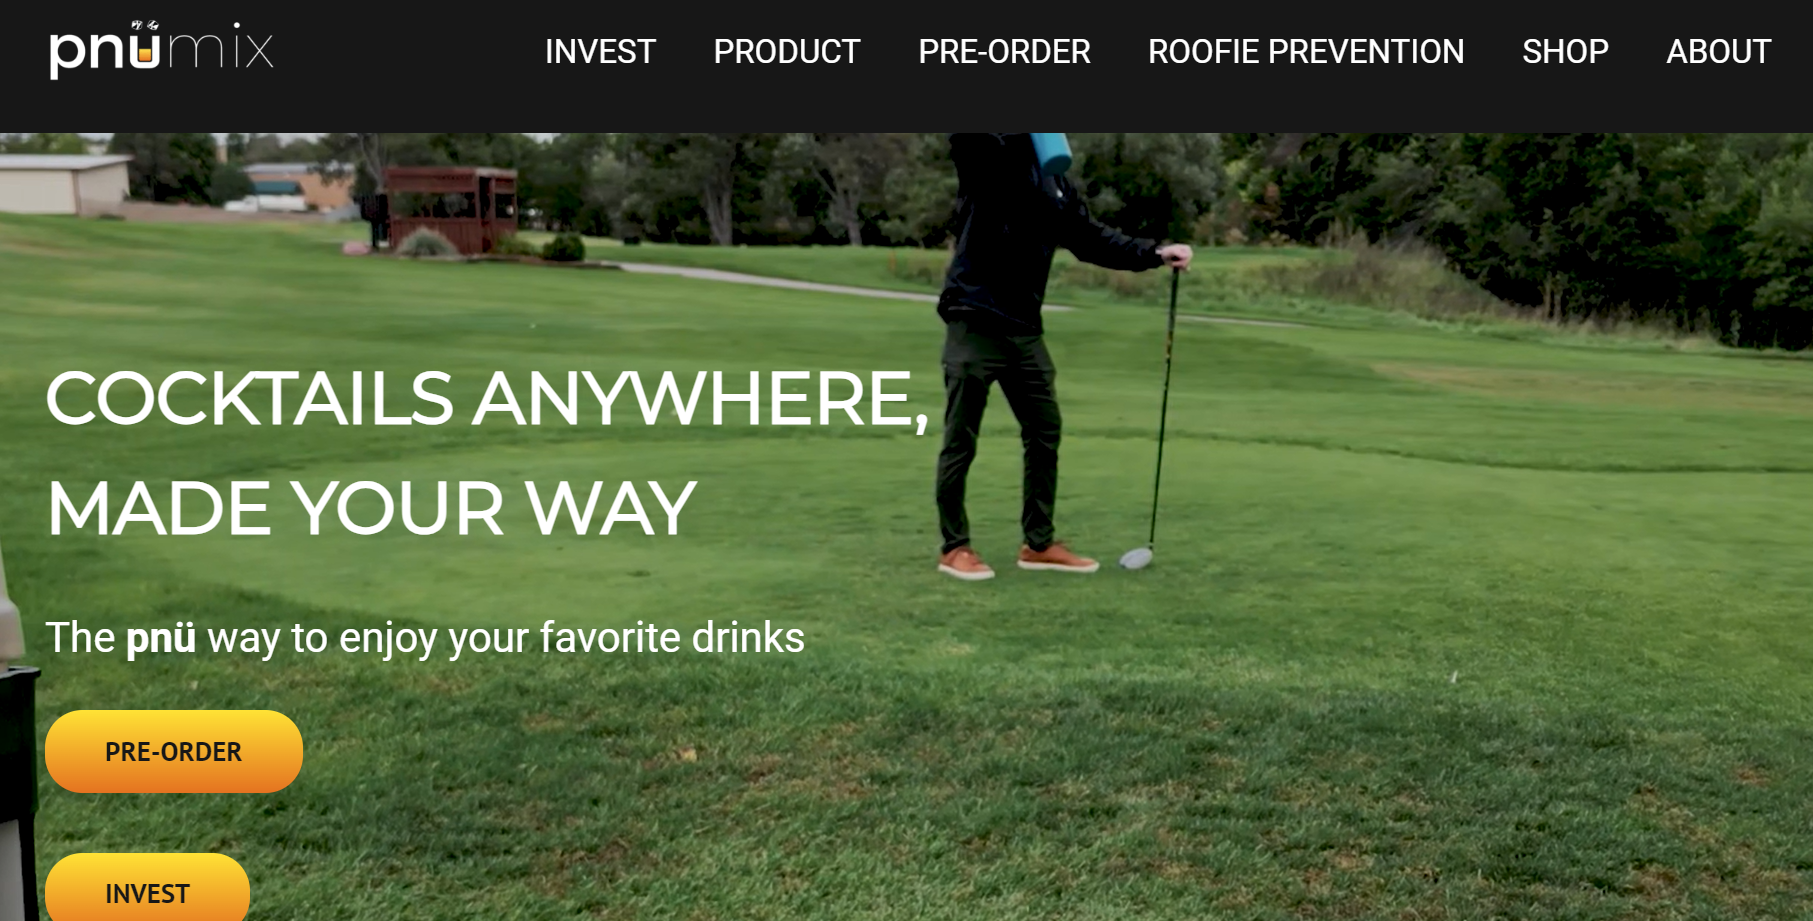 pnümix
INVEST PRODUCT PRE-ORDER ROOFIE PREVENTION SHOP ABOUT
COCKTAILS ANYWHERE,
MADE YOUR WAY
The pnü way to enjoy your favorite drinks
PRE-ORDER
INVEST